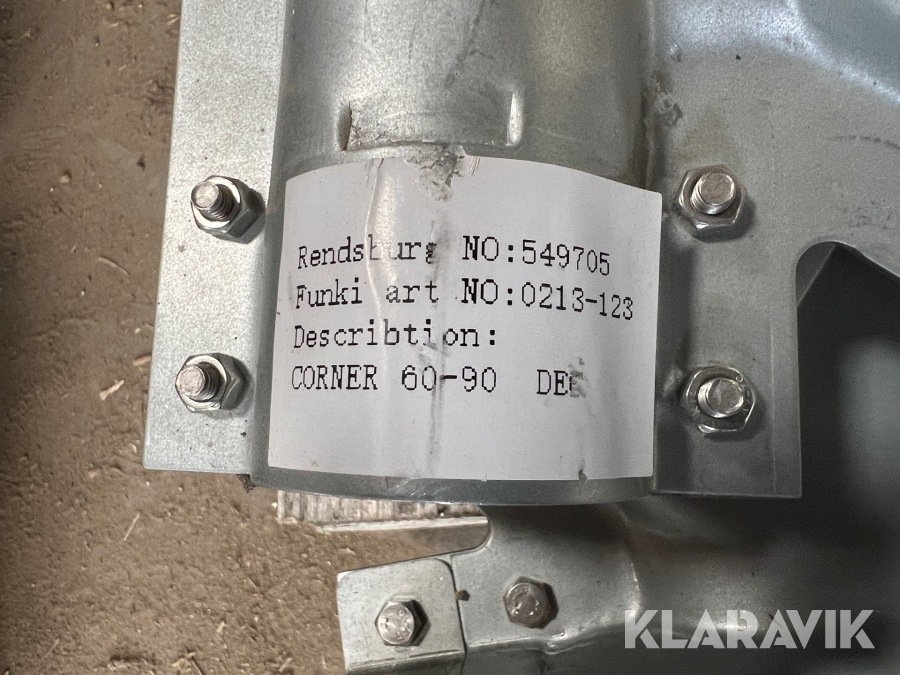 Rendsburg NO:549705
Funki art NO:0213-123
Describtion:
CORNER 60-90
KLARAVIK